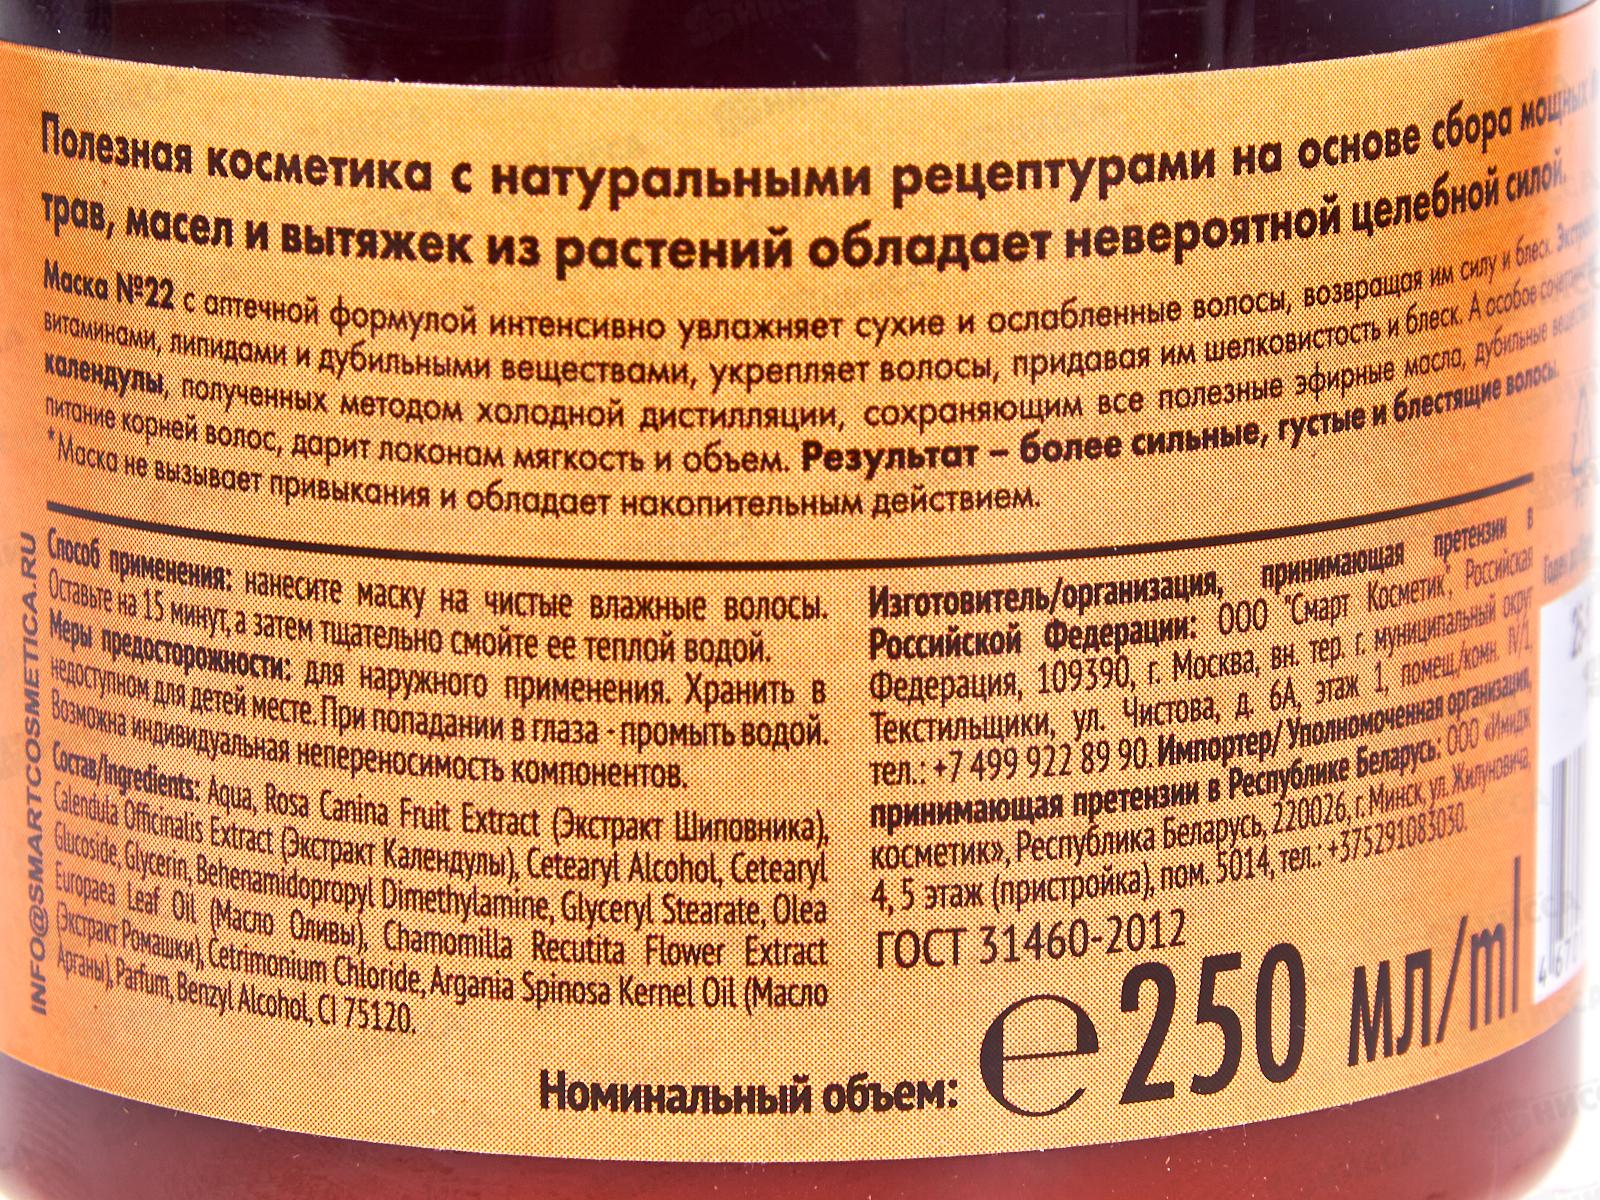 Полезная косметика с натуральными рецептурами на основе сбора мощных
трав, масел и вытяжек из растений обладает невероятной целебной силой.
Маска №22 с аптечной формулой интенсивно увлажняет сухие и ослабленные волосы, возвращая им силу и блеск.
витаминами, липидами и дубильными веществами, укрепляет волосы, придавая им шелковистость и блеск. А особое
календулы, полученных методом холодной дистилляции, сохраняющим все полезные эфирные масла, дубильные
питание корней волос, дарит локонам мягкость и объем. Результат – более сильные, густые и блестящие волосы.
*Маска не вызывает привыкания и обладает накопительным действием.
INFO@SMARTCOSMETICA.RU
Способ применения: нанесите маску на чистые влажные волосы.
Оставьте на 15 минут, а затем тщательно смойте ее теплой водой.
Меры предосторожности: для наружного применения. Хранить в
недоступном для детей месте. При попадании в глаза - промыть водой.
Возможна индивидуальная непереносимость компонентов.
Состав/Ingredients: Aqua, Rosa Canina Fruit Extract (Экстракт Шиповника),
Calendula Officinalis Extract (Экстракт Календулы), Cetearyl Alcohol, Cetearyl
Glucoside, Glycerin, Behenamidopropyl Dimethylamine, Glyceryl Stearate, Olea
Europaea Leaf Oil (Масло Оливы), Chamomilla Recutita Flower Extract
(Экстракт Ромашки), Cetrimonium Chloride, Argania Spinosa Kernel Oil (Масло
Арганы), Parfum, Benzyl Alcohol, CI 75120.
Изготовитель/организация, принимающая претензии в
Российской Федерации: ООО "Смарт Косметик", Российская
Федерация, 109390, г. Москва, вн. тер. г. муниципальный округ
Текстильщики, ул. Чистова, д. 6А, этаж 1, помещ./комн. IV/1,
тел.: +7 499 922 89 90. Импортер/Уполномоченная организация,
принимающая претензии в Республике Беларусь: ООО «Имидж
косметик», Республика Беларусь, 220026, г. Минск, ул. Жилуновича,
4, 5 этаж (пристройка), пом. 5014, тел.: +375291083030.
ГОСТ 31460-2012
Номинальный объем: ℮ 250 мл/ml